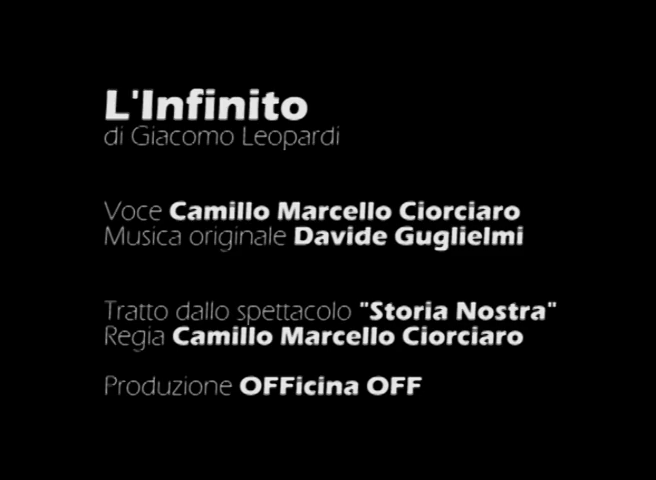 L'Infinito
di Giacomo Leopardi
Voce Camillo Marcello Ciorciaro
Musica originale Davide Guglielmi
Tratto dallo spettacolo "Storia Nostra"
Regia Camillo Marcello Ciorciaro
Produzione OFFicina OFF